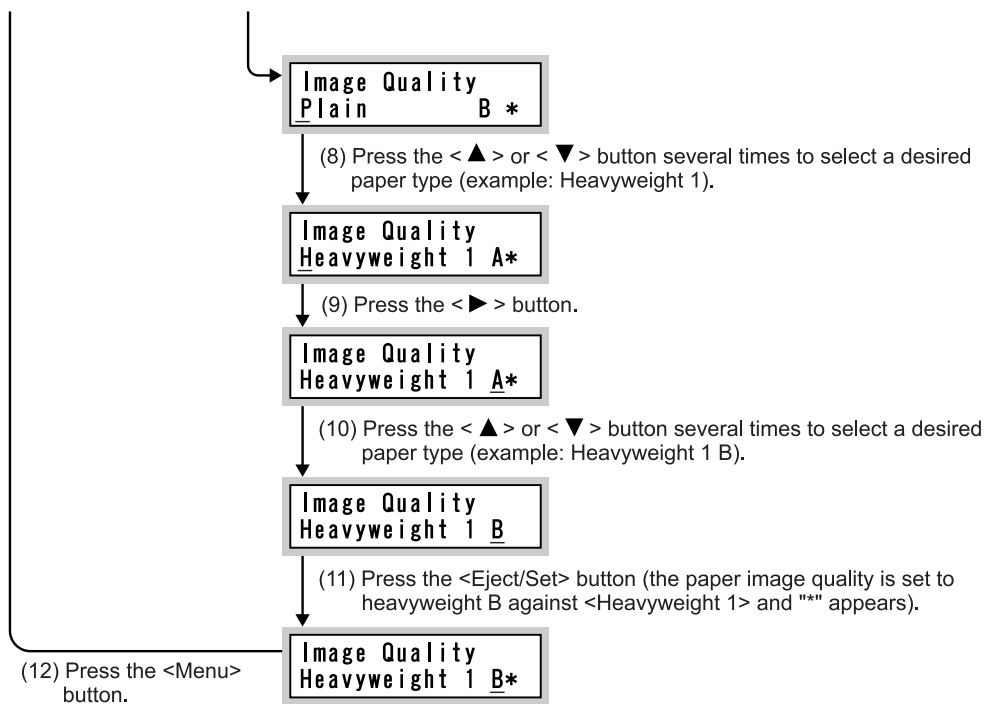 Image Quality
Plain B *
(8) Press the < ▲ > or < ▼ > button several times to select a desired
paper type (example: Heavyweight 1).
Image Quality
Heavyweight 1 A*
(9) Press the < ▶ > button.
Image Quality
Heavyweight 1 A*
(10) Press the < ▲ > or < ▼ > button several times to select a desired
paper type (example: Heavyweight 1 B).
Image Quality
Heavyweight 1 B
(11) Press the <Eject/Set> button (the paper image quality is set to
heavyweight B against <Heavyweight 1> and "*" appears).
Image Quality
Heavyweight 1 B*
(12) Press the <Menu>
button.